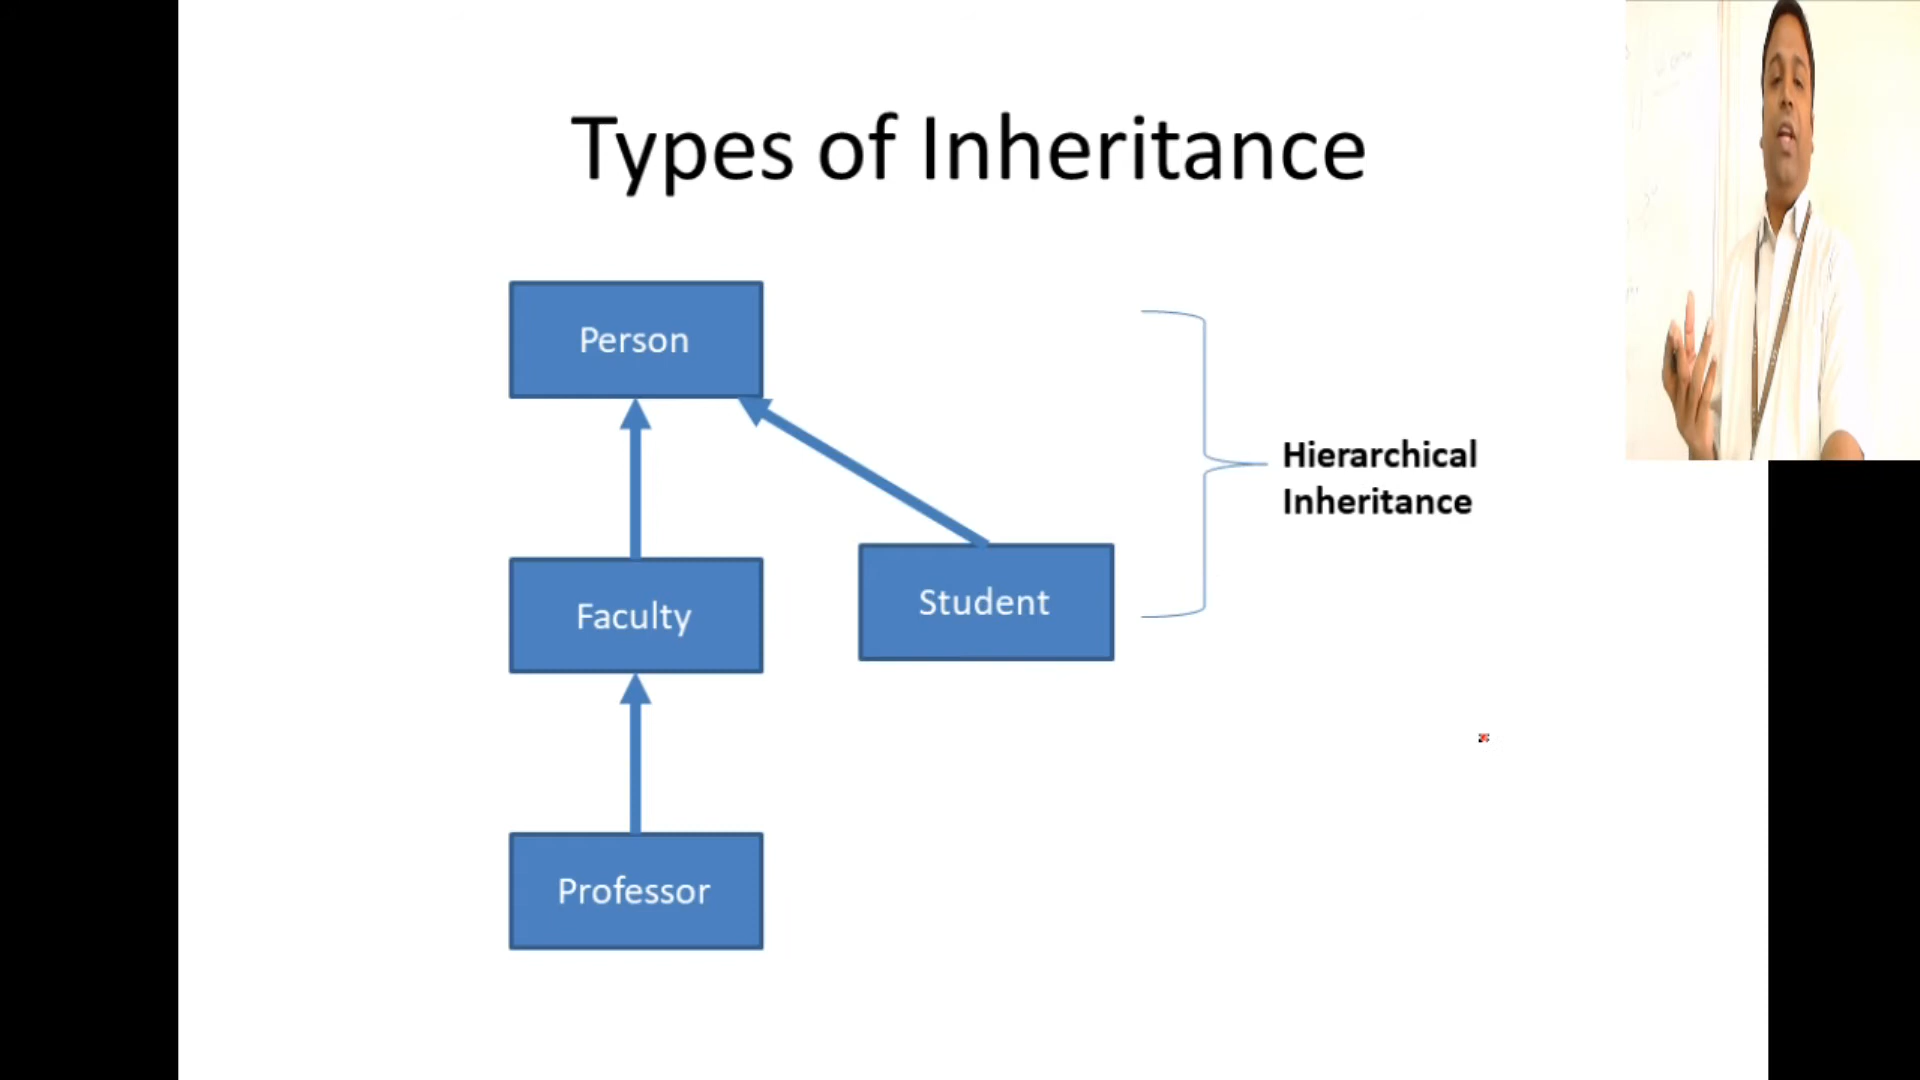 Types of Inheritance
Person
Hierarchical
Inheritance
Faculty
Student
Professor